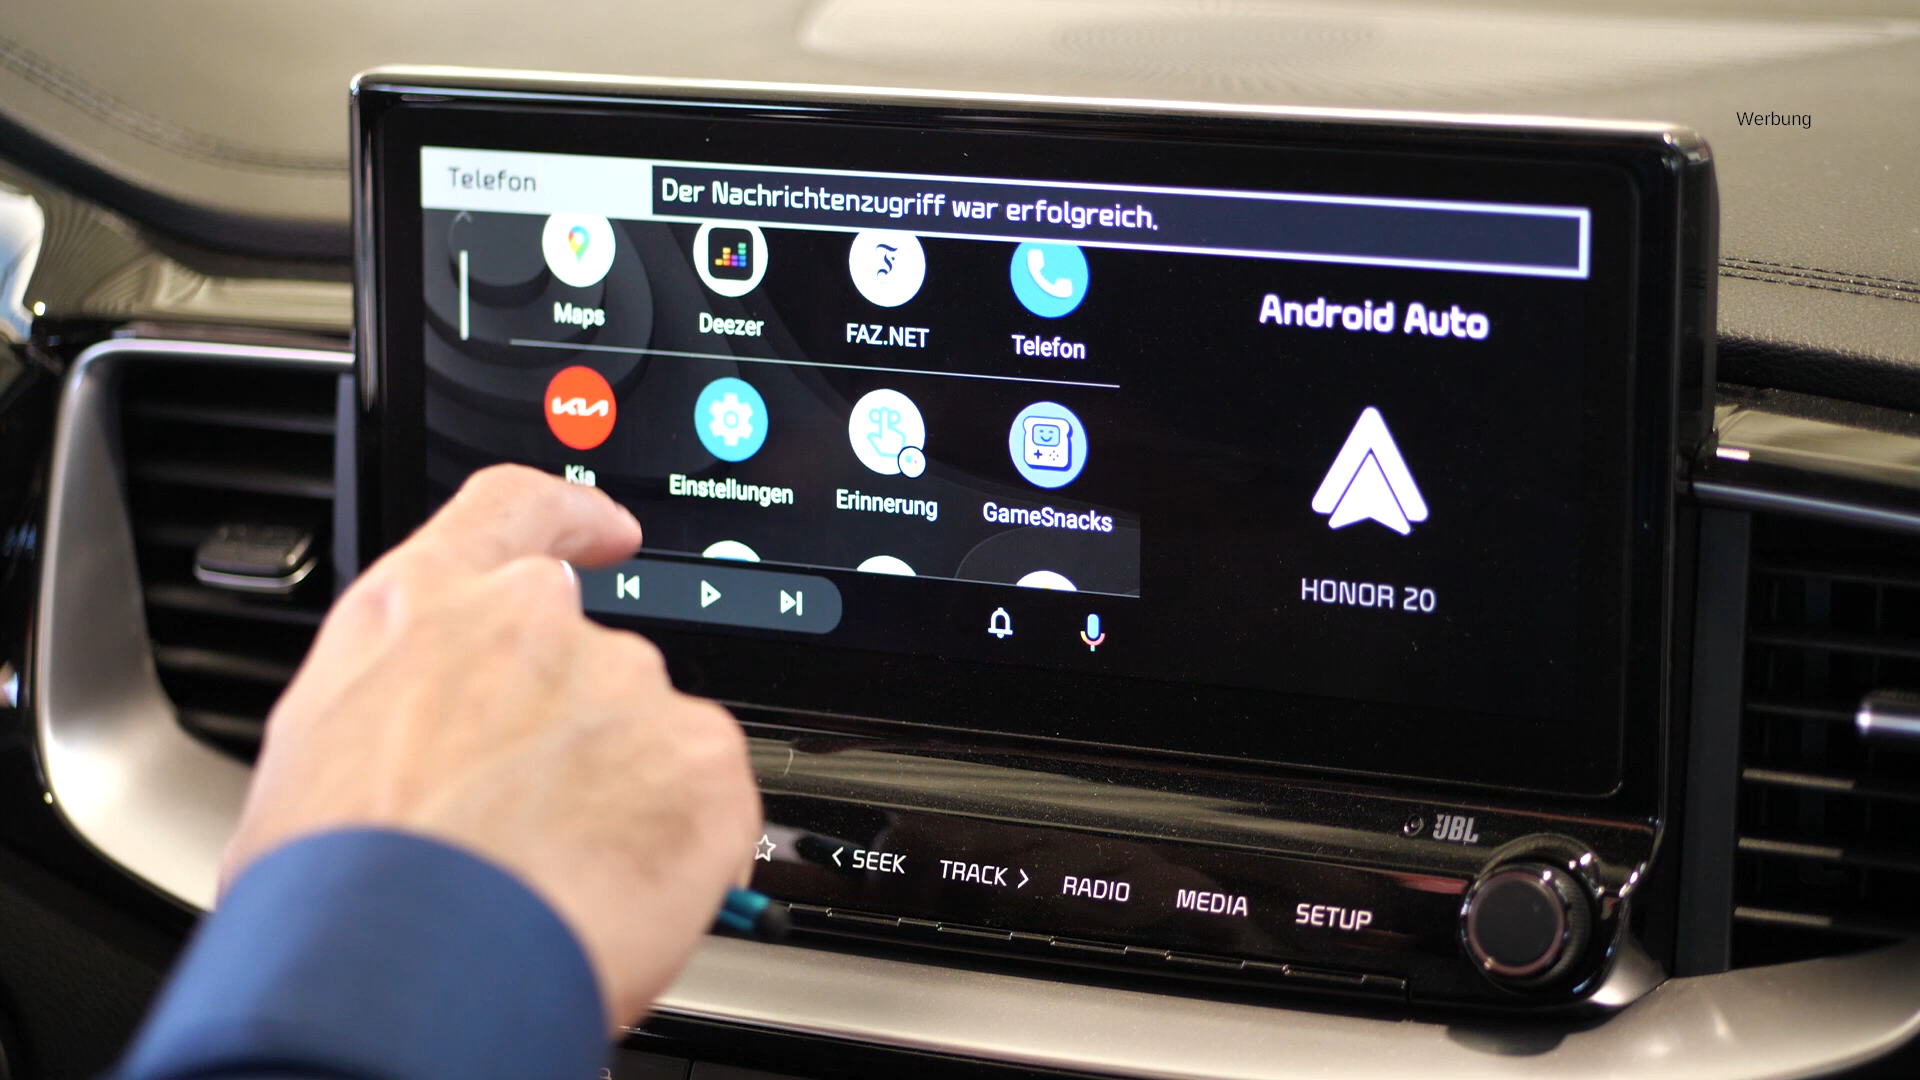 Werbung
Telefon
Der Nachrichtenzugriff war erfolgreich.
Maps
Deezer
FAZ.NET
Telefon
Android Auto
KIA
Kia
Einstellungen
Erinnerung
GameSnacks
HONOR 20
JBL
SEEK
TRACK
RADIO
MEDIA
SETUP